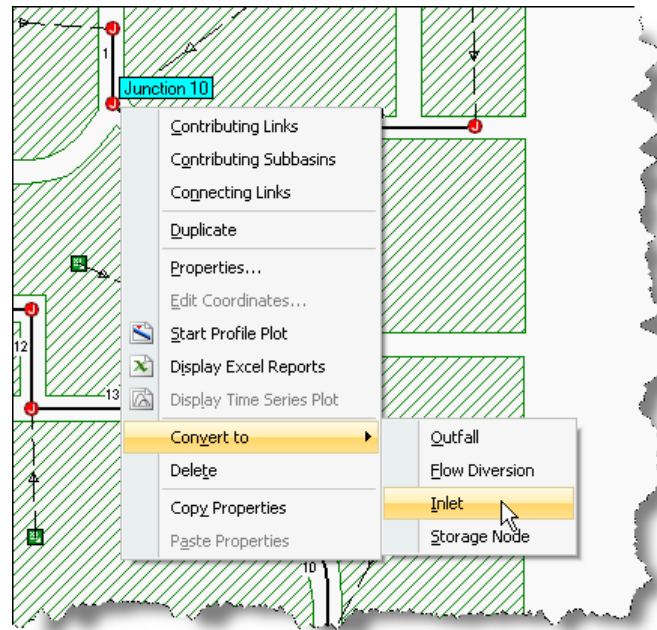 1
Junction 10
Contributing Links
Contributing Subbasins
Connecting Links
Duplicate
Properties...
Edit Coordinates...
Start Profile Plot
12
Display Excel Reports
13
Display Time Series Plot
Convert to
Outfall
Delete
Flow Diversion
Copy Properties
Inlet
Paste Properties
Storage Node
10
J
J
J
J
J